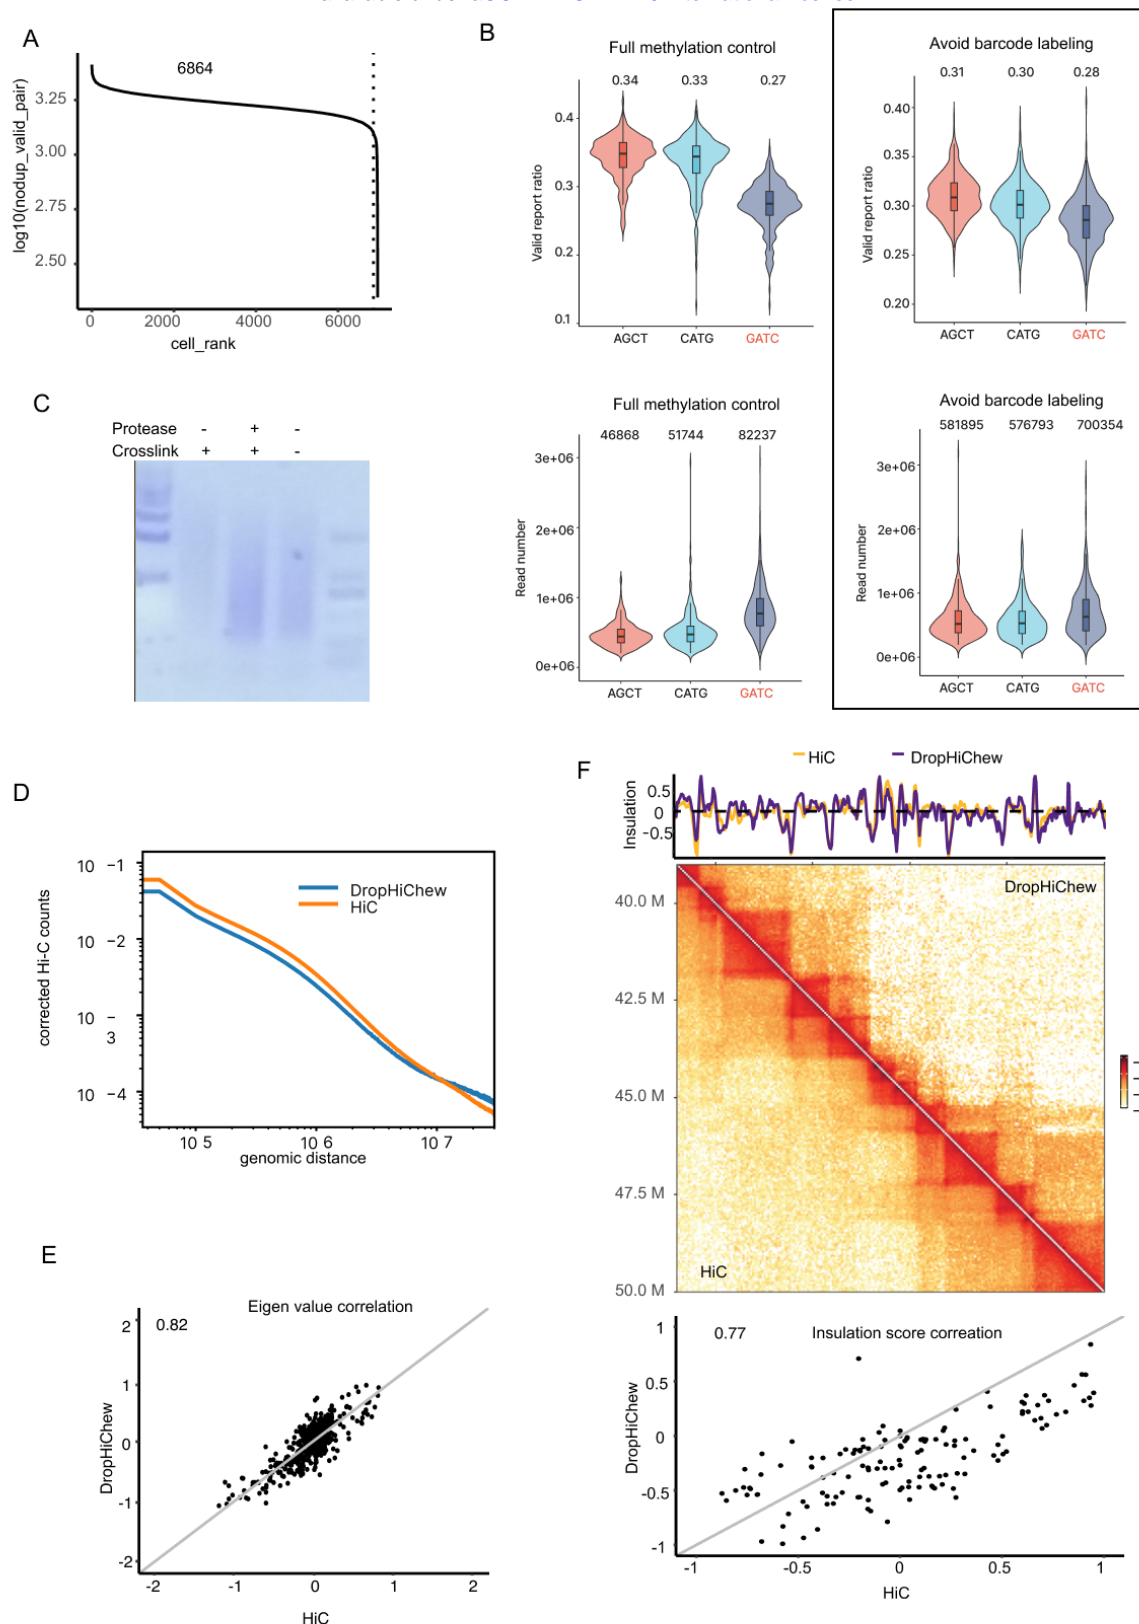 A
6864
log10(nodup_valid_pair)
3.25
3.00
2.75
2.50
0 2000 4000 6000
cell_rank
B
Full methylation control
0.34 0.33 0.27
Valid report ratio
0.4
0.3
0.2
0.1
AGCT CATG GATC
Avoid barcode labeling
0.31 0.30 0.28
Valid report ratio
0.40
0.35
0.30
0.25
0.20
AGCT CATG GATC
Full methylation control
46868 51744 82237
Read number
3e+06
2e+06
1e+06
0e+06
AGCT CATG GATC
Avoid barcode labeling
581895 576793 700354
Read number
3e+06
2e+06
1e+06
0e+06
AGCT CATG GATC
C
Protease - + -
Crosslink + + -
D
corrected Hi-C counts
10 −1
10 −2
10 −
3
10 −4
DropHiChew
HiC
10 5 10 6 10 7
genomic distance
E
Eigen value correlation
0.82
DropHiChew
2
1
0
-1
-2
-2 -1 0 1 2
HiC
F
HiC DropHiChew
Insulation
0.5
0
−0.5
DropHiChew
40.0 M
42.5 M
45.0 M
47.5 M
50.0 M
HiC
0.77 Insulation score correation
DropHiChew
1
0.5
0
-0.5
-1
-1 -0.5 0 0.5 1
HiC